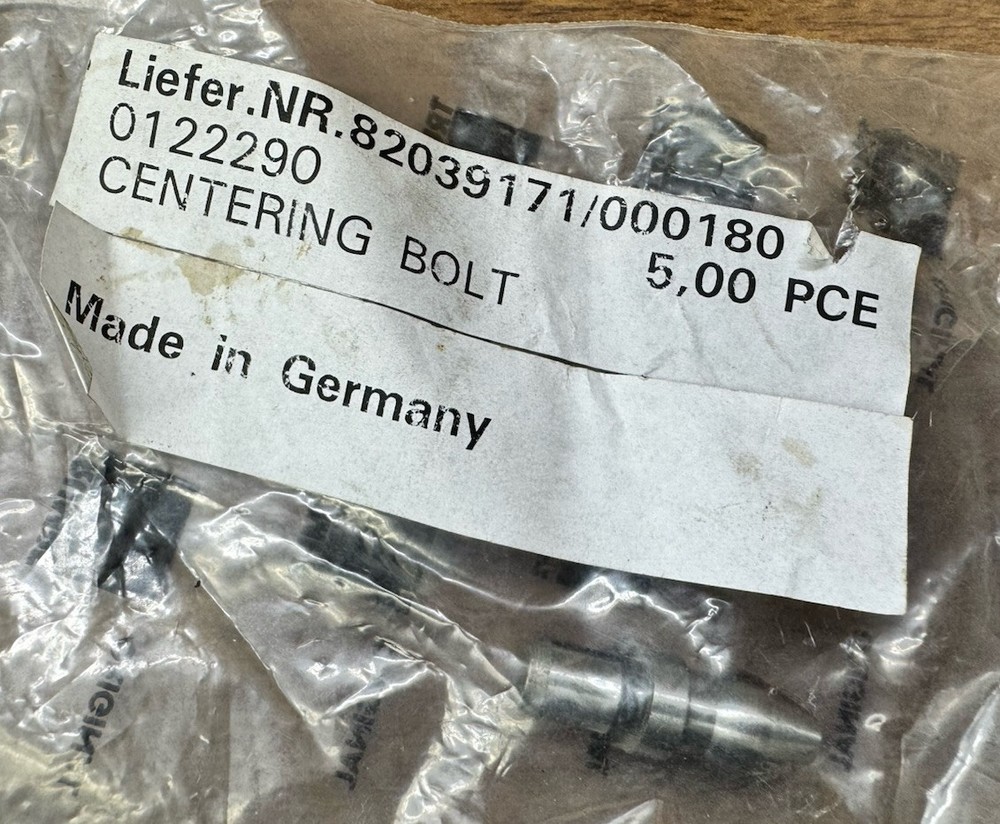 Liefer.NR.82039171/000180
0122290 5,00 PCE
CENTERING BOLT
Made in Germany